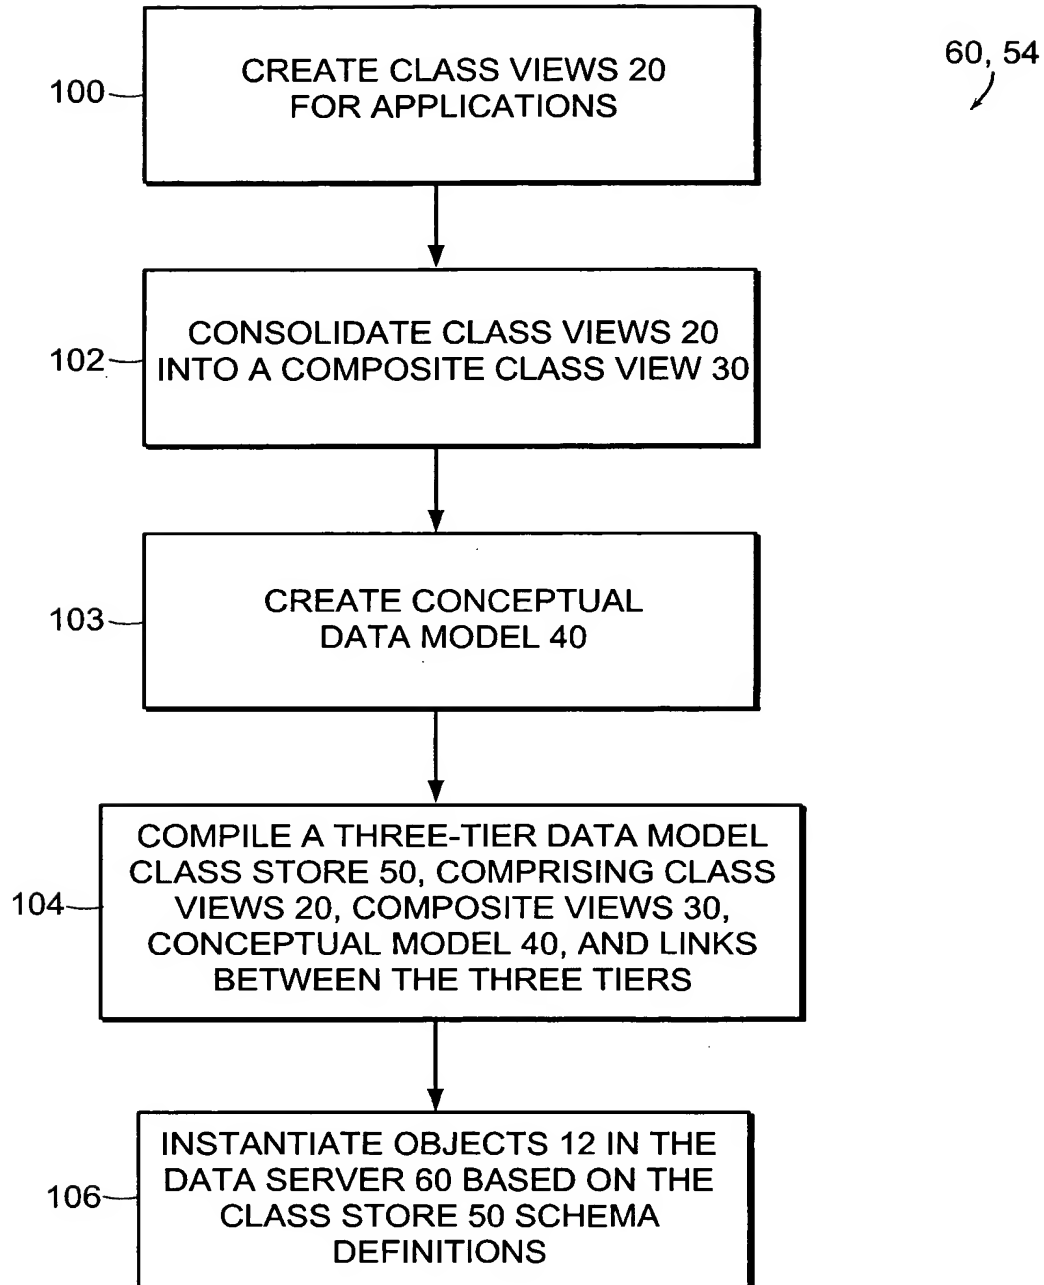 60, 54
100
CREATE CLASS VIEWS 20
FOR APPLICATIONS
102
CONSOLIDATE CLASS VIEWS 20
INTO A COMPOSITE CLASS VIEW 30
103
CREATE CONCEPTUAL
DATA MODEL 40
104
COMPILE A THREE-TIER DATA MODEL
CLASS STORE 50, COMPRISING CLASS
VIEWS 20, COMPOSITE VIEWS 30,
CONCEPTUAL MODEL 40, AND LINKS
BETWEEN THE THREE TIERS
106
INSTANTIATE OBJECTS 12 IN THE
DATA SERVER 60 BASED ON THE
CLASS STORE 50 SCHEMA
DEFINITIONS